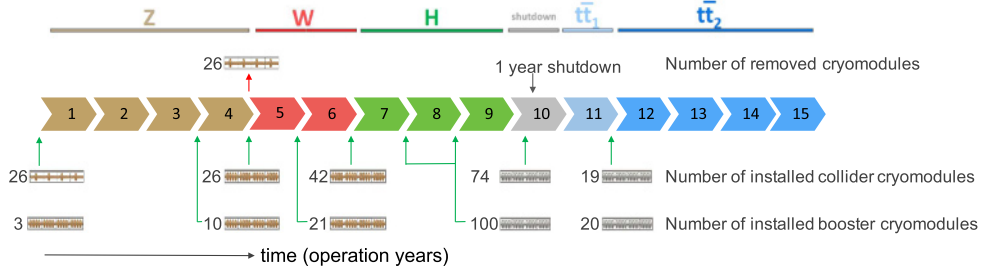 Z W H shutdown t̅t̅₁ t̅t̅₂
26
1 year shutdown
Number of removed cryomodules
1 2 3 4 5 6 7 8 9 10 11 12 13 14 15
26 26 42 74 19 Number of installed collider cryomodules
3 10 21 100 20 Number of installed booster cryomodules
time (operation years)